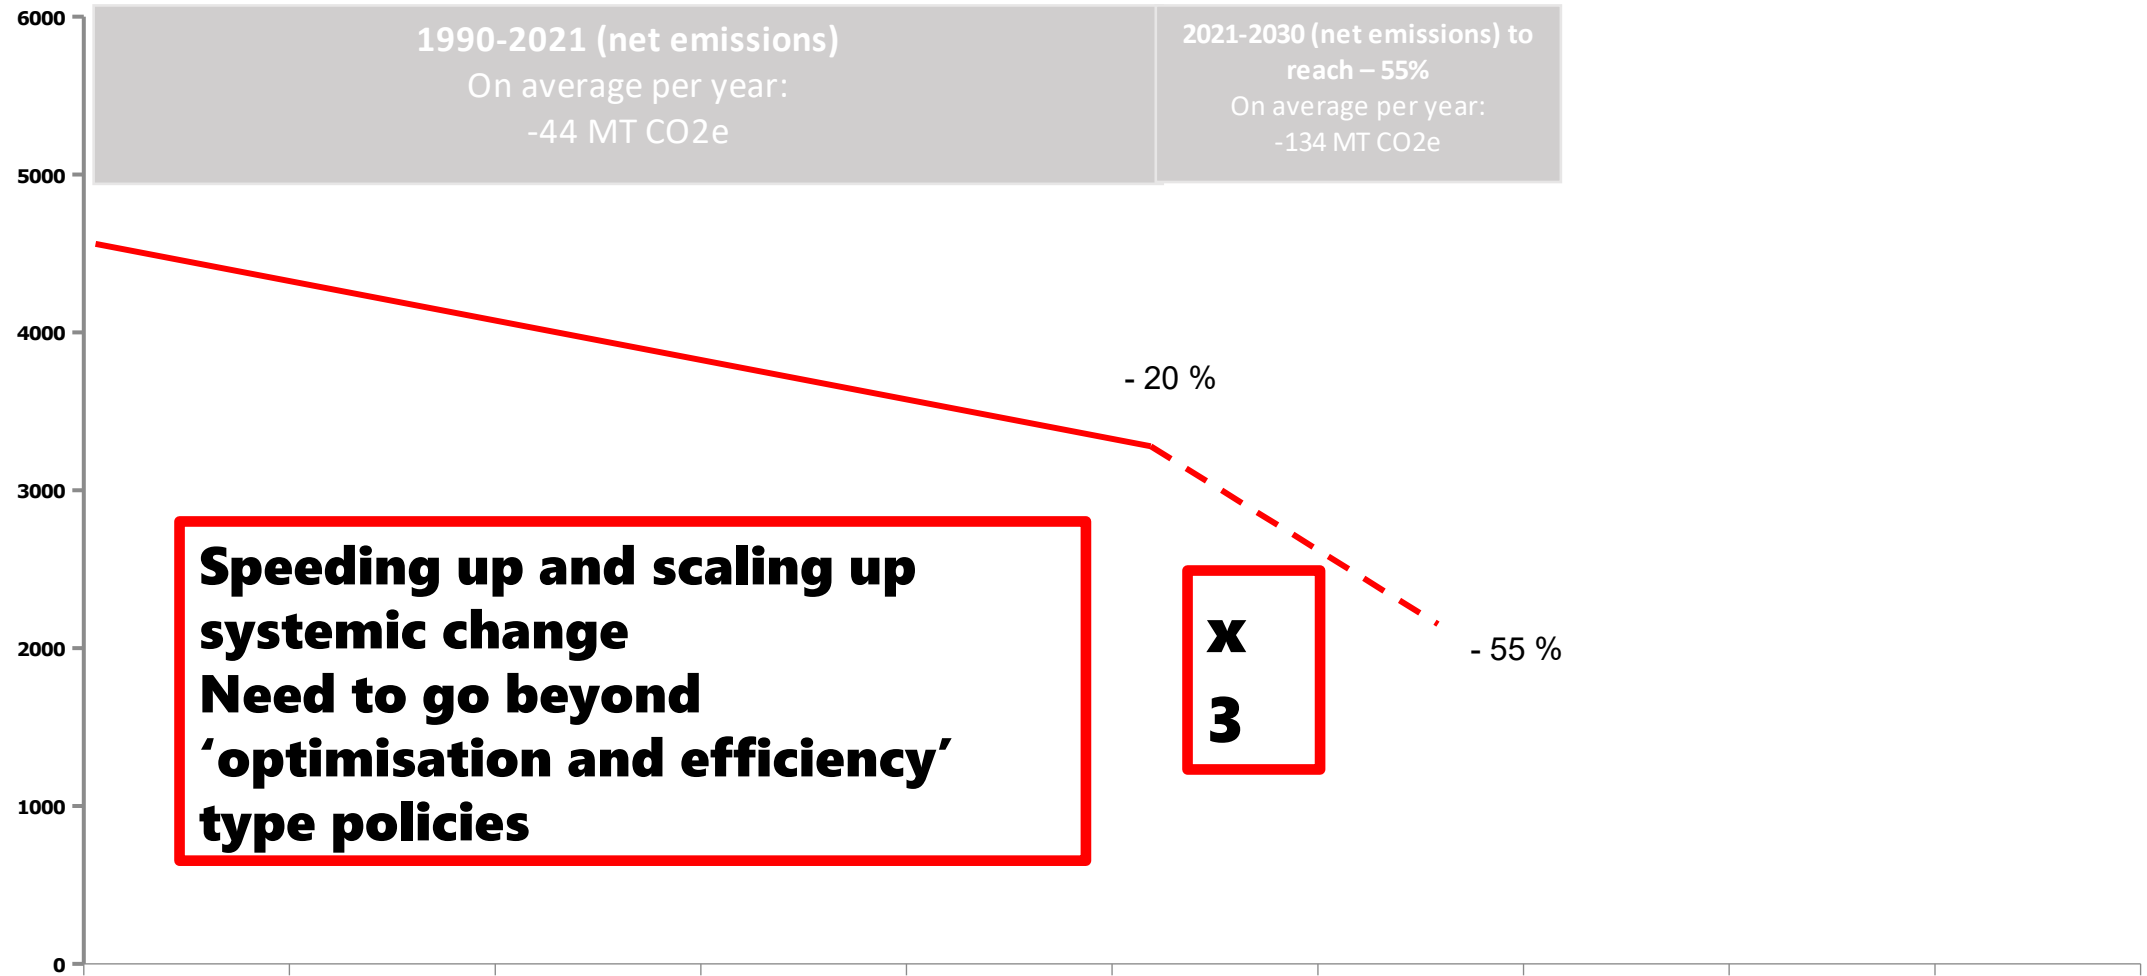 6000
1990-2021 (net emissions)
On average per year:
-44 MT CO2e
2021-2030 (net emissions) to
reach – 55%
On average per year:
-134 MT CO2e
5000
4000
- 20 %
3000
Speeding up and scaling up
systemic change
Need to go beyond
‘optimisation and efficiency’
type policies
x
3
2000
- 55 %
1000
0